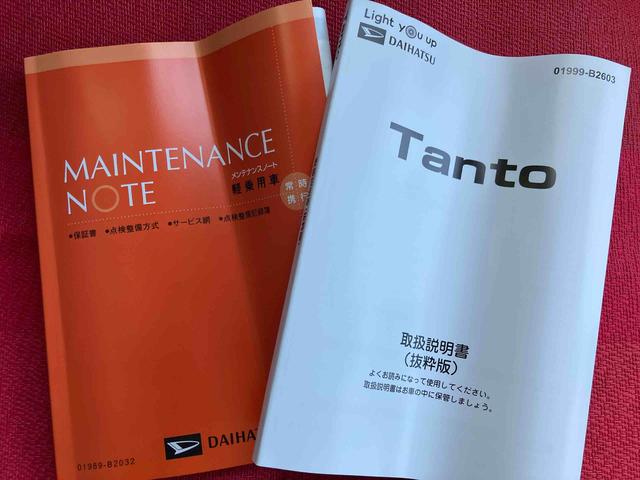 MAINTENANCE
NOTE
メンテナンスノート
軽乗用車
常時
携行
●保証書 ●点検整備方式 ●サービス網 ●点検整備記録簿
DAIHATSU
01989-B2032
Light you up
DAIHATSU
01999-B2603
Tanto
取扱説明書
(抜粋版)
よくお読みになって使用してください。
取扱説明書はお車の中に保管しましょう。